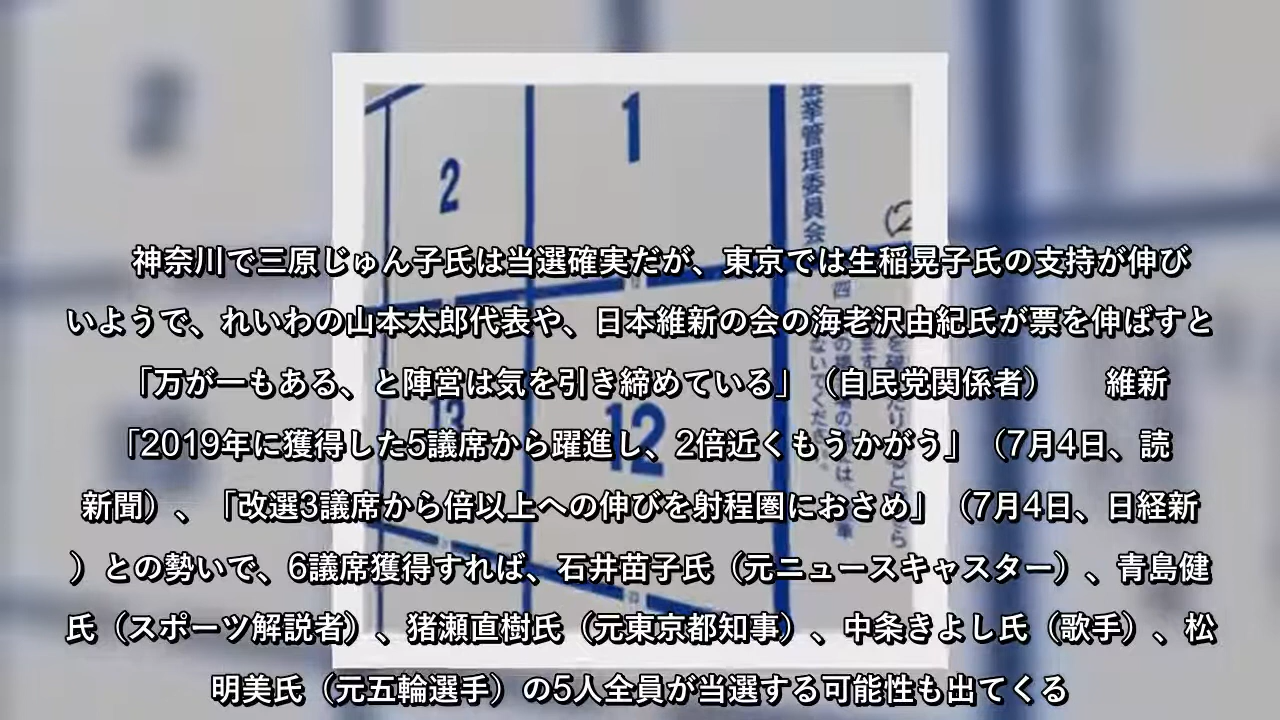 神奈川で三原じゅん子氏は当選確実だが、東京では生稲晃子氏の支持が伸び
いようで、れいわの山本太郎代表や、日本維新の会の海老沢由紀氏が票を伸ばすと
「万が一もある、と陣営は気を引き締めている」（自民党関係者）　　維新
「2019年に獲得した5議席から躍進し、2倍近くもうかがう」（7月4日、読
新聞）、「改選3議席から倍以上への伸びを射程圏におさめ」（7月4日、日経新
）との勢いで、6議席獲得すれば、石井苗子氏（元ニュースキャスター）、青島健
氏（スポーツ解説者）、猪瀬直樹氏（元東京都知事）、中条きよし氏（歌手）、松
明美氏（元五輪選手）の5人全員が当選する可能性も出てくる
選挙管理委員会
1
2
12
13